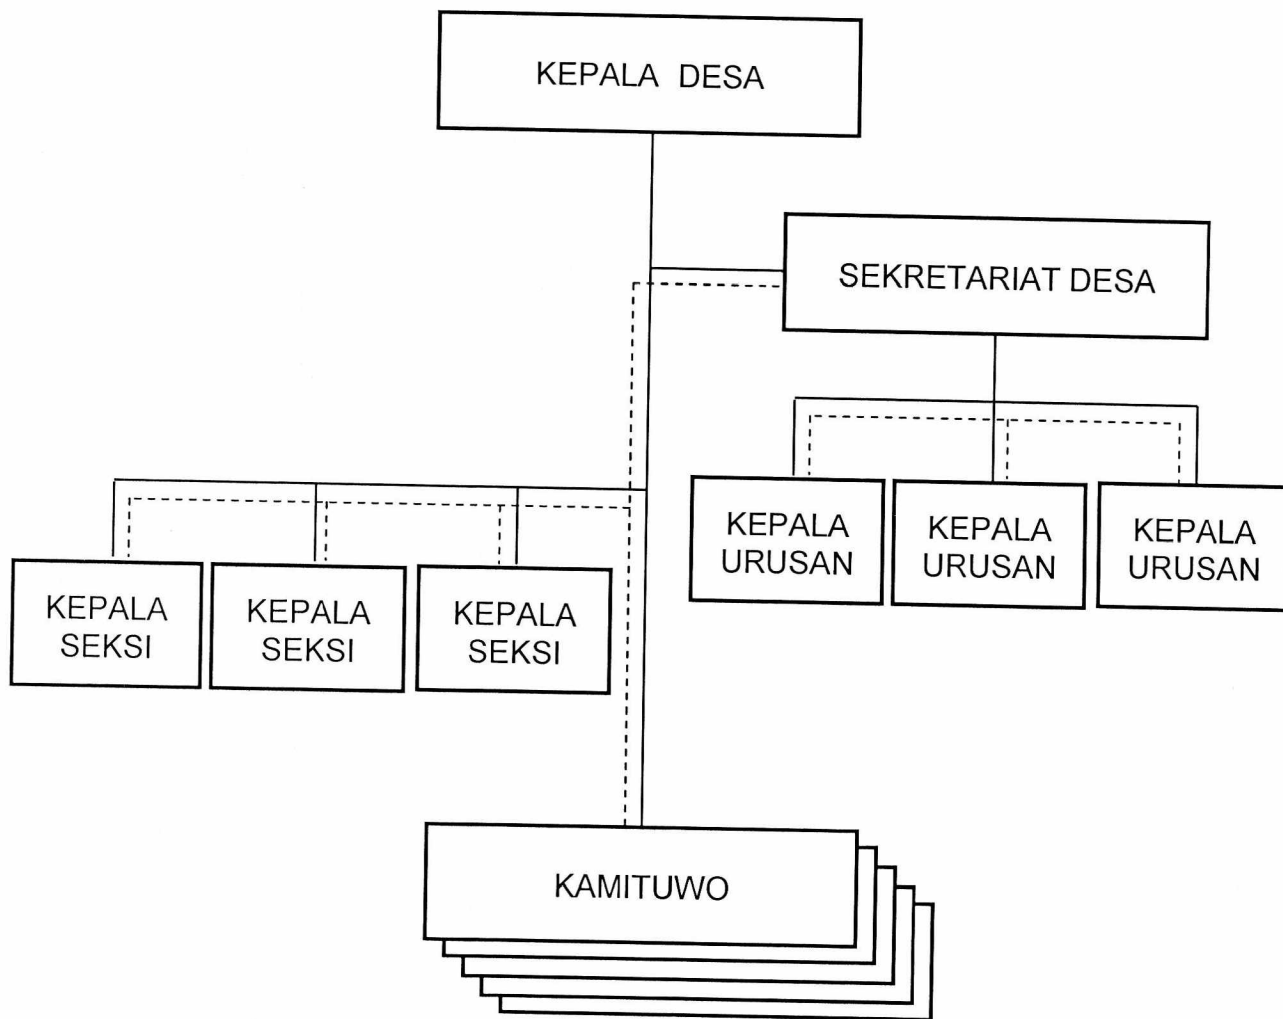 KEPALA DESA
SEKRETARIAT DESA
KEPALA
URUSAN
KEPALA
URUSAN
KEPALA
URUSAN
KEPALA
SEKSI
KEPALA
SEKSI
KEPALA
SEKSI
KAMITUWO